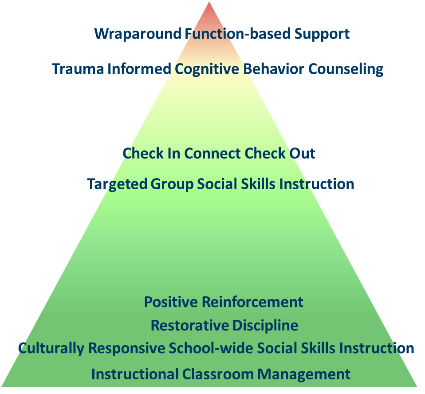 Wraparound Function-based Support
Trauma Informed Cognitive Behavior Counseling
Check In Connect Check Out
Targeted Group Social Skills Instruction
Positive Reinforcement
Restorative Discipline
Culturally Responsive School-wide Social Skills Instruction
Instructional Classroom Management